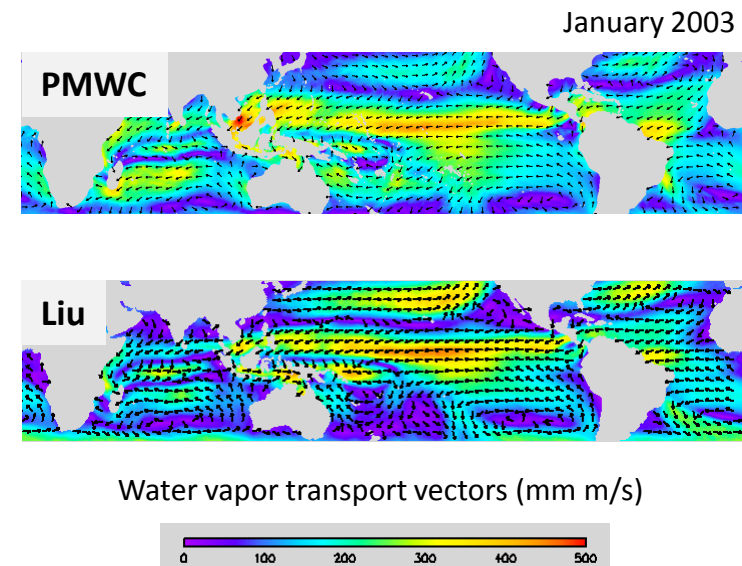 January 2003
PMWC
Liu
Water vapor transport vectors (mm m/s)
0 100 200 300 400 500